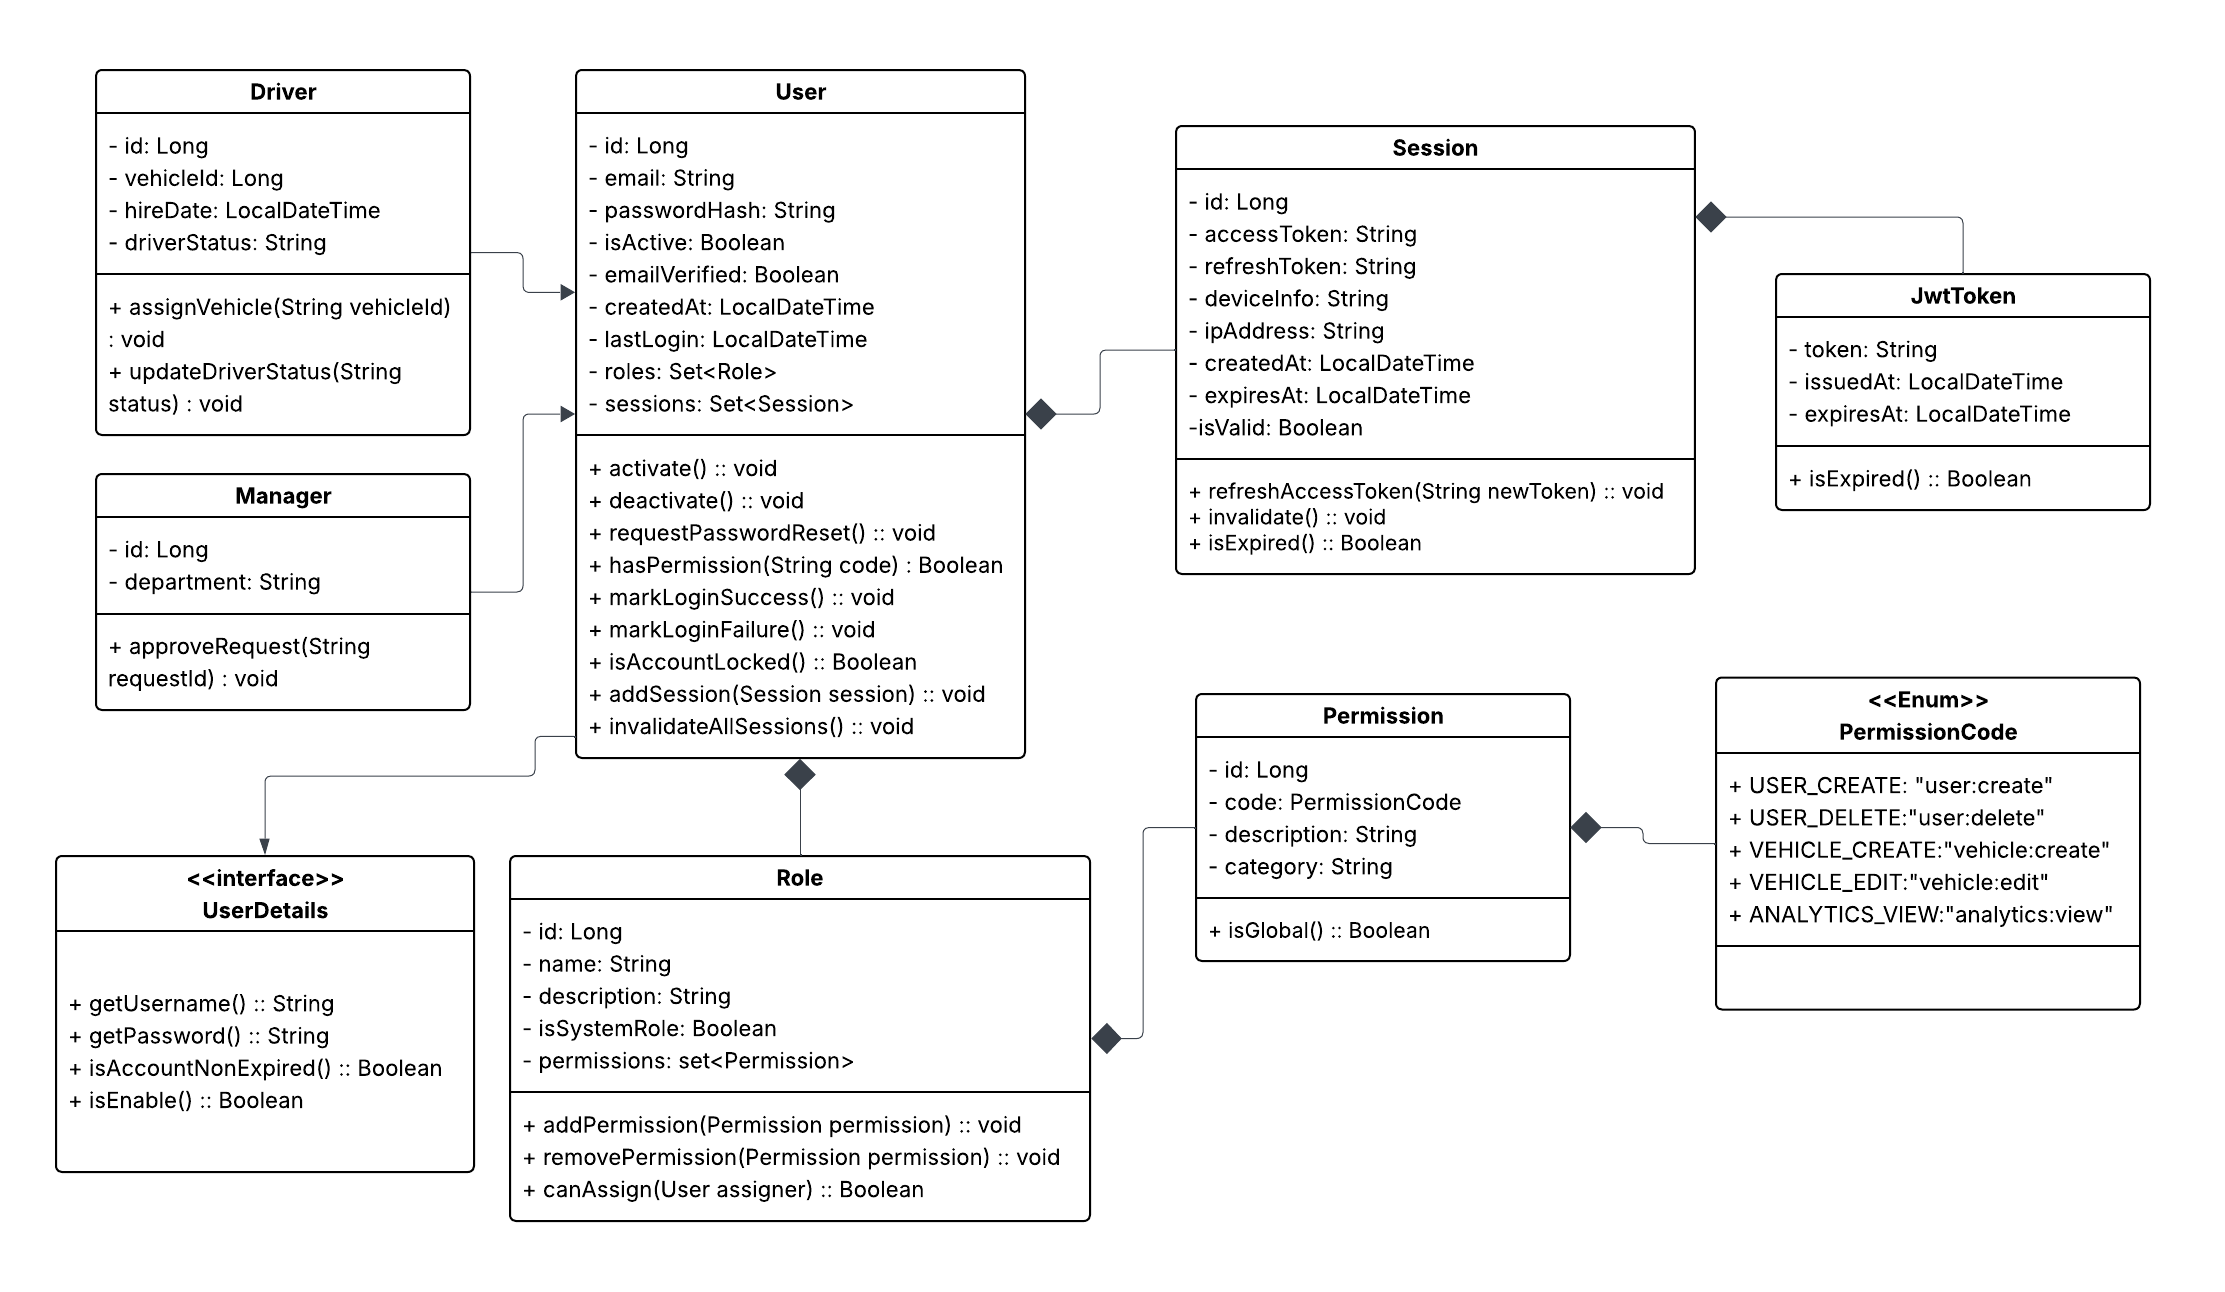 Driver
- id: Long
- vehicleId: Long
- hireDate: LocalDateTime
- driverStatus: String
+ assignVehicle(String vehicleId)
: void
+ updateDriverStatus(String
status) : void
Manager
- id: Long
- department: String
+ approveRequest(String
requestId) : void
User
- id: Long
- email: String
- passwordHash: String
- isActive: Boolean
- emailVerified: Boolean
- createdAt: LocalDateTime
- lastLogin: LocalDateTime
- roles: Set<Role>
- sessions: Set<Session>
+ activate() :: void
+ deactivate() :: void
+ requestPasswordReset() :: void
+ hasPermission(String code) : Boolean
+ markLoginSuccess() :: void
+ markLoginFailure() :: void
+ isAccountLocked() :: Boolean
+ addSession(Session session) :: void
+ invalidateAllSessions() :: void
Session
- id: Long
- accessToken: String
- refreshToken: String
- deviceInfo: String
- ipAddress: String
- createdAt: LocalDateTime
- expiresAt: LocalDateTime
-isValid: Boolean
+ refreshAccessToken(String newToken) :: void
+ invalidate() :: void
+ isExpired() :: Boolean
JwtToken
- token: String
- issuedAt: LocalDateTime
- expiresAt: LocalDateTime
+ isExpired() :: Boolean
<<interface>>
UserDetails
+ getUsername() :: String
+ getPassword() :: String
+ isAccountNonExpired() :: Boolean
+ isEnable() :: Boolean
Role
- id: Long
- name: String
- description: String
- isSystemRole: Boolean
- permissions: set<Permission>
+ addPermission(Permission permission) :: void
+ removePermission(Permission permission) :: void
+ canAssign(User assigner) :: Boolean
Permission
- id: Long
- code: PermissionCode
- description: String
- category: String
+ isGlobal() :: Boolean
<<Enum>>
PermissionCode
+ USER_CREATE: "user:create"
+ USER_DELETE:"user:delete"
+ VEHICLE_CREATE:"vehicle:create"
+ VEHICLE_EDIT:"vehicle:edit"
+ ANALYTICS_VIEW:"analytics:view"